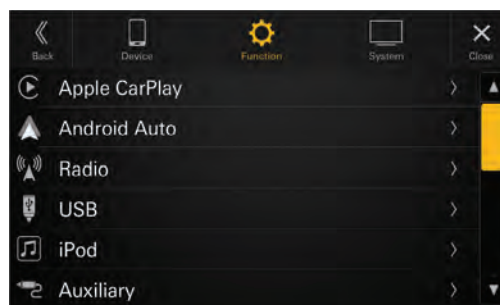 Back
Device
Function
System
Close
Apple CarPlay
Android Auto
Radio
USB
iPod
Auxiliary